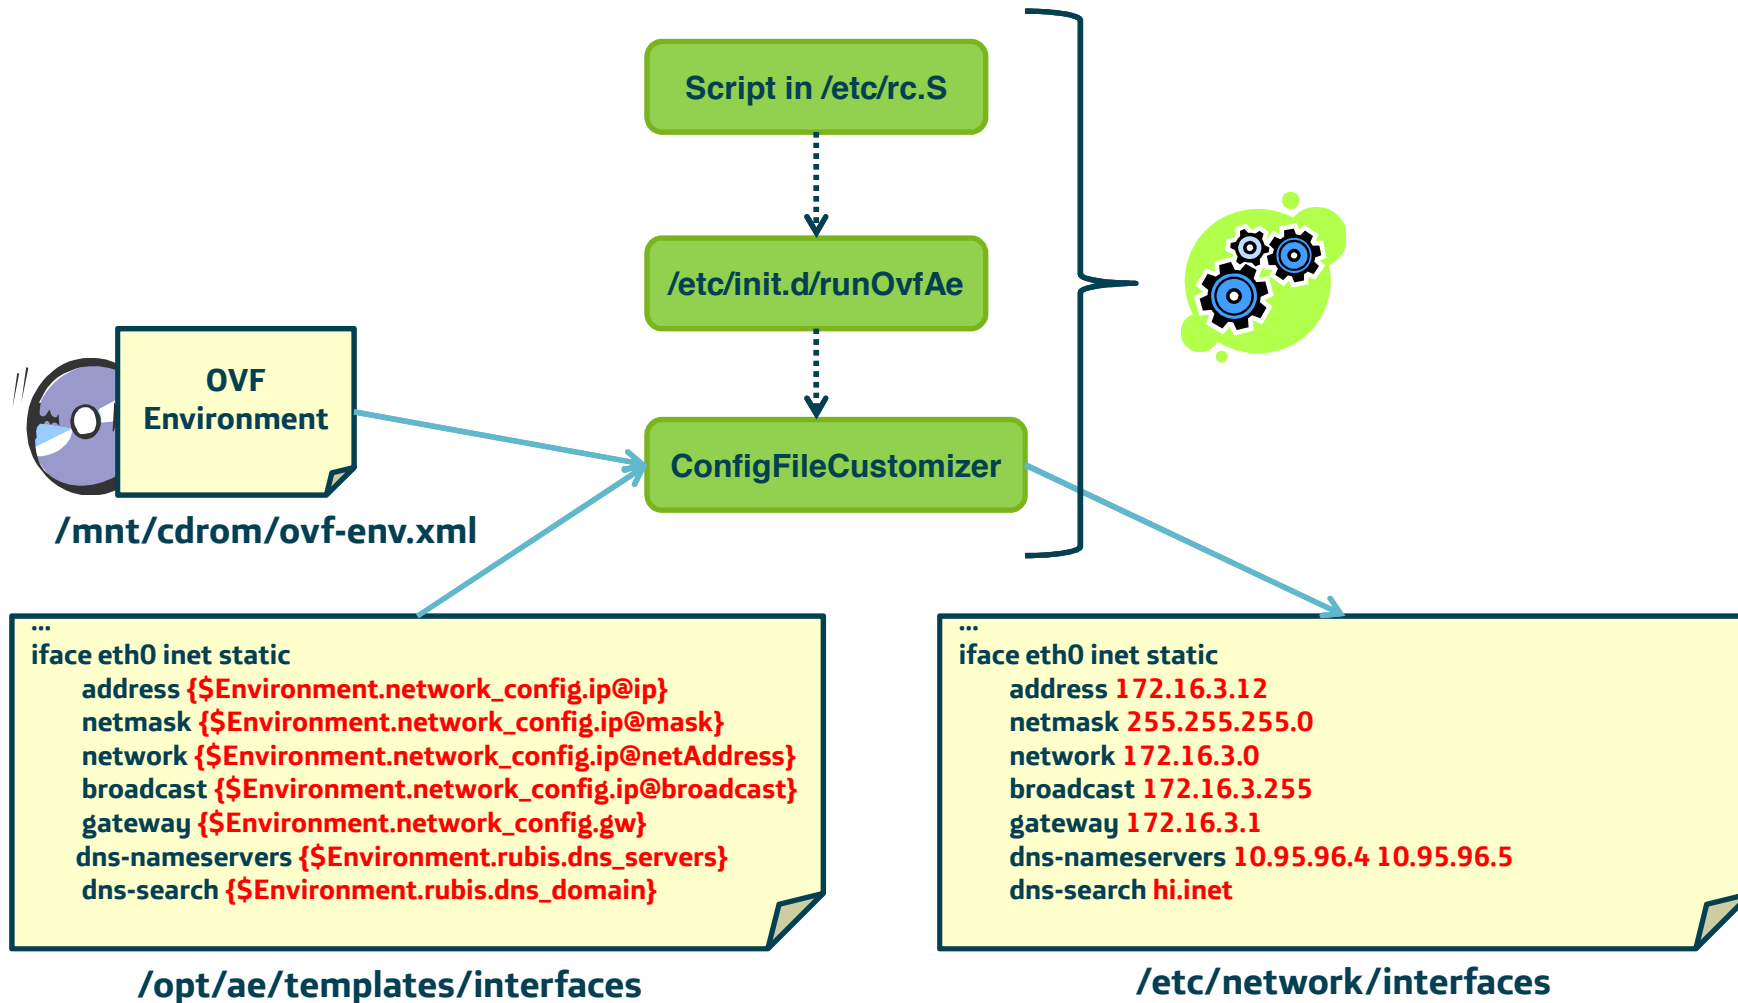 Script in /etc/rc.S
/etc/init.d/runOvfAe
OVF
Environment
ConfigFileCustomizer
/mnt/cdrom/ovf-env.xml
...
iface eth0 inet static
address {$Environment.network_config.ip@ip}
netmask {$Environment.network_config.ip@mask}
network {$Environment.network_config.ip@netAddress}
broadcast {$Environment.network_config.ip@broadcast}
gateway {$Environment.network_config.gw}
dns-nameservers {$Environment.rubis.dns_servers}
dns-search {$Environment.rubis.dns_domain}
/opt/ae/templates/interfaces
...
iface eth0 inet static
address 172.16.3.12
netmask 255.255.255.0
network 172.16.3.0
broadcast 172.16.3.255
gateway 172.16.3.1
dns-nameservers 10.95.96.4 10.95.96.5
dns-search hi.inet
/etc/network/interfaces